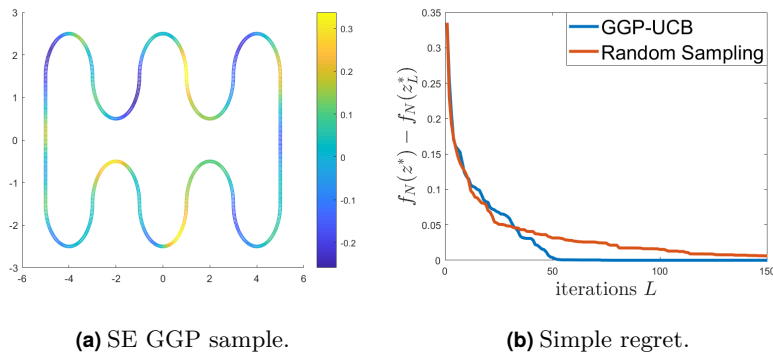 3
2
1
0
-1
-2
-3
-6 -4 -2 0 2 4 6
0.3
0.2
0.1
0
-0.1
-0.2
(a) SE GGP sample.
0.35
0.3
0.25
0.2
0.15
0.1
0.05
0
f_N(z^*) − f_N(z^*_L)
GGP-UCB
Random Sampling
0 50 100 150
iterations L
(b) Simple regret.